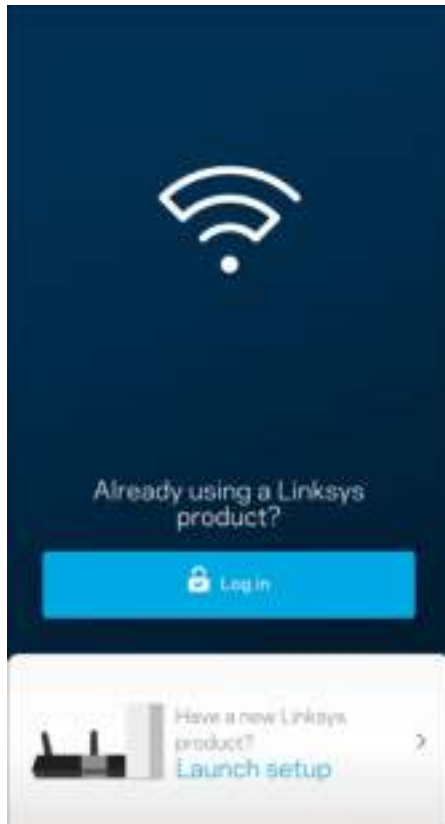 Already using a Linksys
product?
Log in
Have a new Linksys
product?
Launch setup